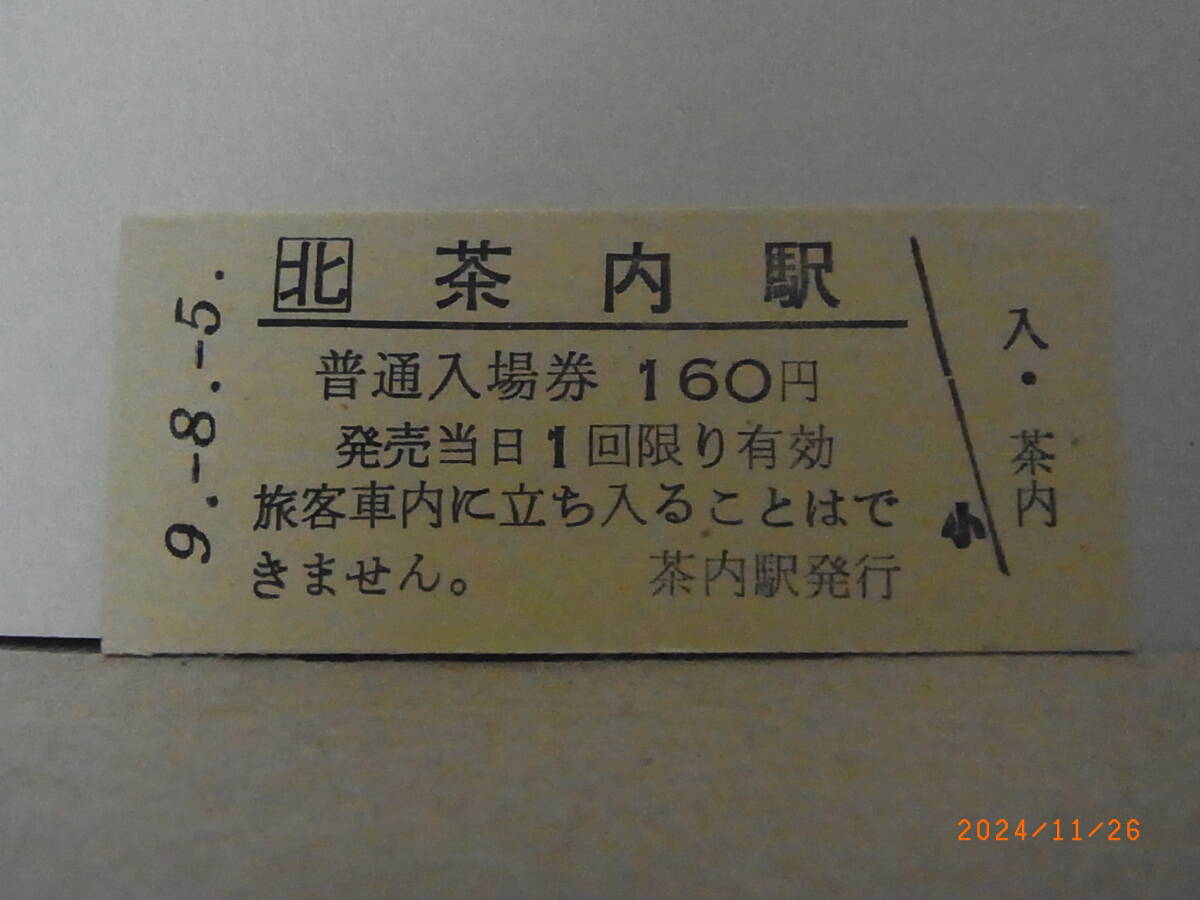 9.-8.-5.
北 茶内駅
普通入場券 160円
発売当日1回限り有効
旅客車内に立ち入ることはで
きません。 茶内駅発行
小
入・茶内
2024/11/26